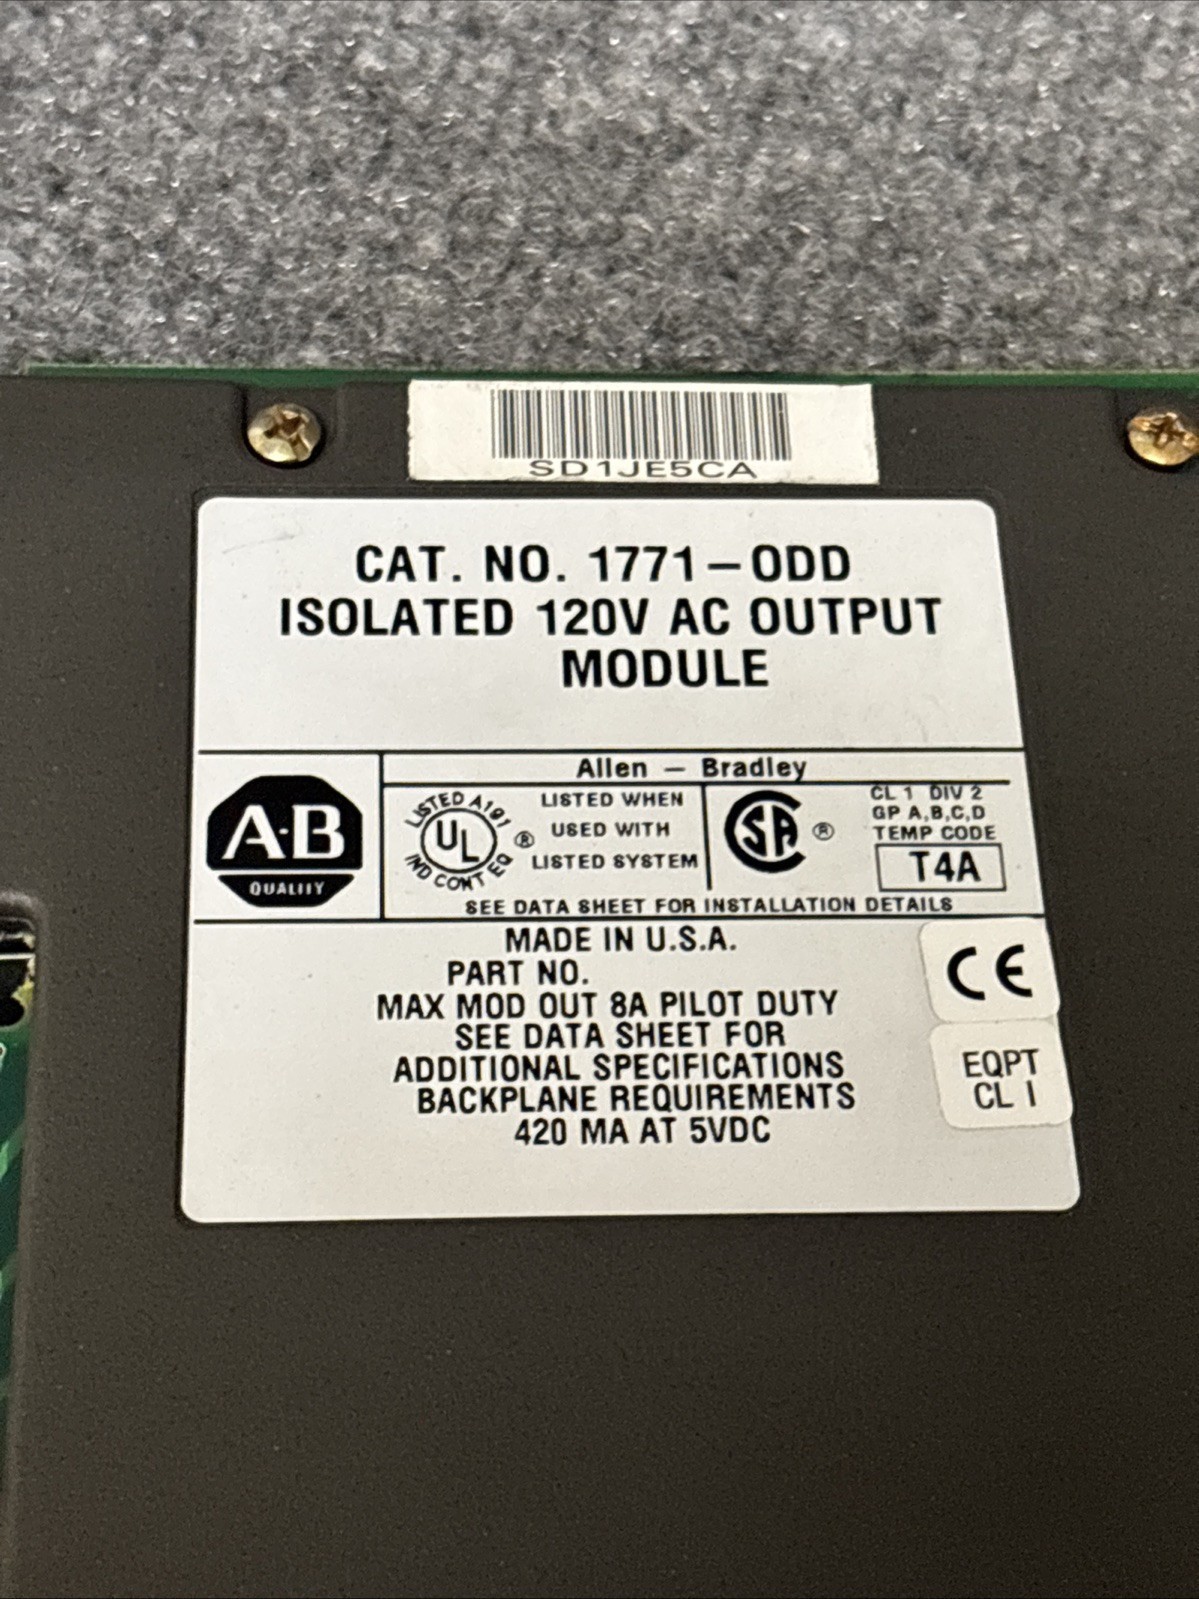 SD1JE5CA
CAT. NO. 1771-ODD
ISOLATED 120V AC OUTPUT
MODULE
Allen - Bradley
A-B
QUALITY
LISTED A191
UL
®
IND CONT EQ
LISTED WHEN
USED WITH
LISTED SYSTEM
SA
®
CL 1 DIV 2
GP A,B,C,D
TEMP CODE
T4A
SEE DATA SHEET FOR INSTALLATION DETAILS
MADE IN U.S.A.
PART NO.
MAX MOD OUT 8A PILOT DUTY
SEE DATA SHEET FOR
ADDITIONAL SPECIFICATIONS
BACKPLANE REQUIREMENTS
420 MA AT 5VDC
CE
EQPT
CL I